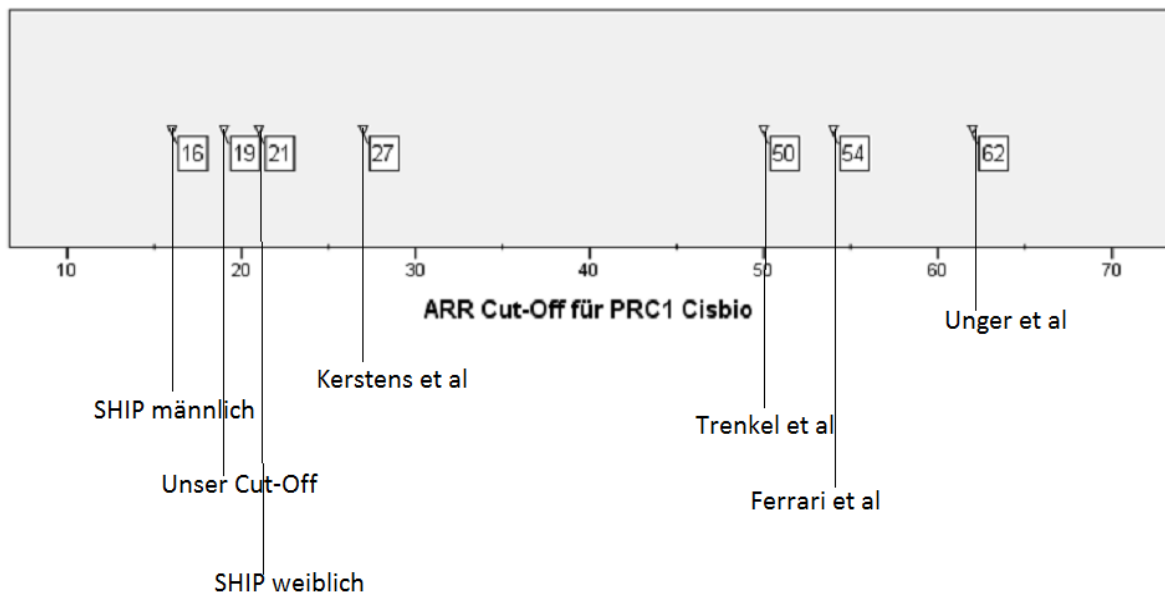 16
19
21
27
50
54
62
10
20
30
40
50
60
70
ARR Cut-Off für PRC1 Cisbio
Unger et al
Kerstens et al
SHIP männlich
Trenkel et al
Unser Cut-Off
Ferrari et al
SHIP weiblich